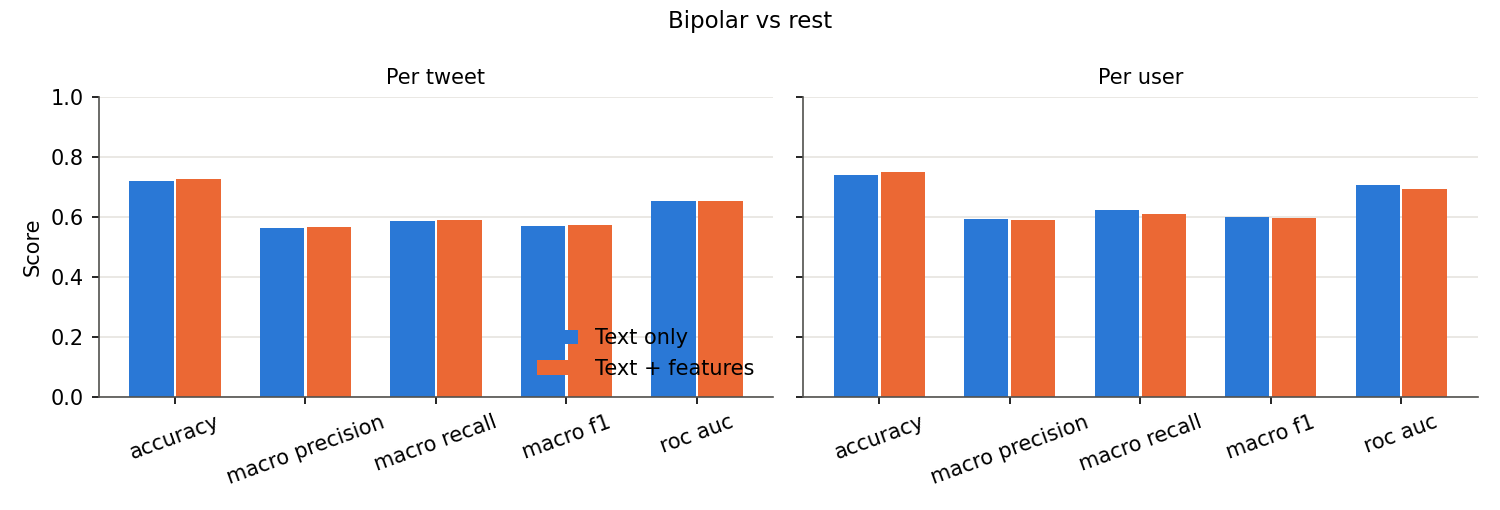 Bipolar vs rest
Per tweet
Per user
Score
1.0
0.8
0.6
0.4
0.2
0.0
Text only
Text + features
accuracy
macro precision
macro recall
macro f1
roc auc
accuracy
macro precision
macro recall
macro f1
roc auc